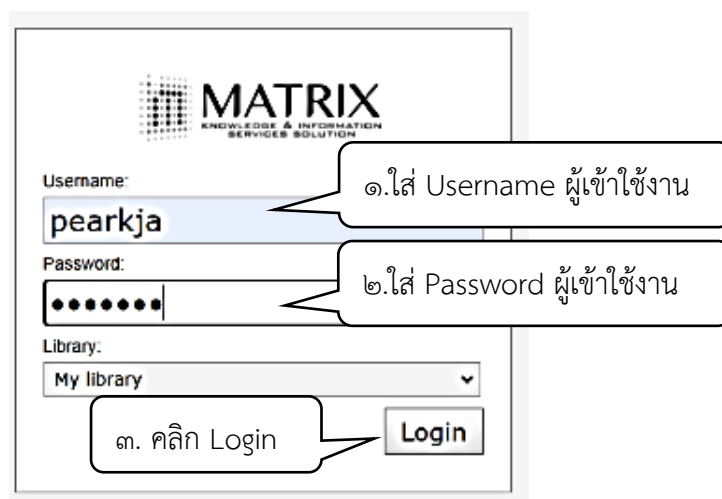 MATRIX
KNOWLEDGE & INFORMATION
SERVICES SOLUTION
Username:
๑.ใส่ Username ผู้เข้าใช้งาน
pearkja
Password:
๒.ใส่ Password ผู้เข้าใช้งาน
Library:
My library
๓. คลิก Login
Login